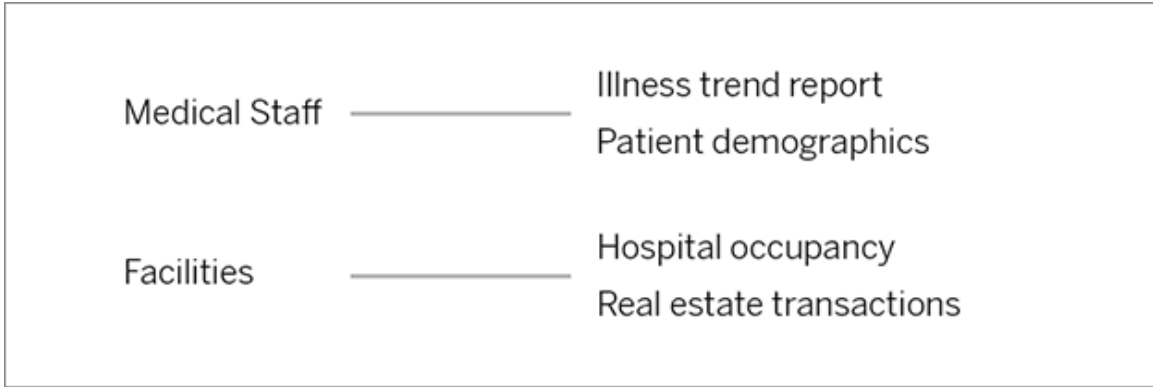 Medical Staff
Illness trend report
Patient demographics
Facilities
Hospital occupancy
Real estate transactions